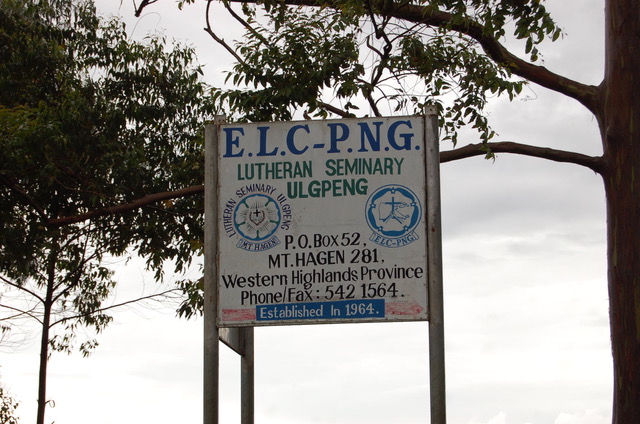 E.L.C-P.N.G.
LUTHERAN SEMINARY
ULGPENG
LUTHERAN SEMINARY ULGPENG
MT. HAGEN
ELC-PNG
P.O. BOX 52,
MT. HAGEN 281,
Western Highlands Province
Phone/Fax: 542 1564.
Established In 1964.